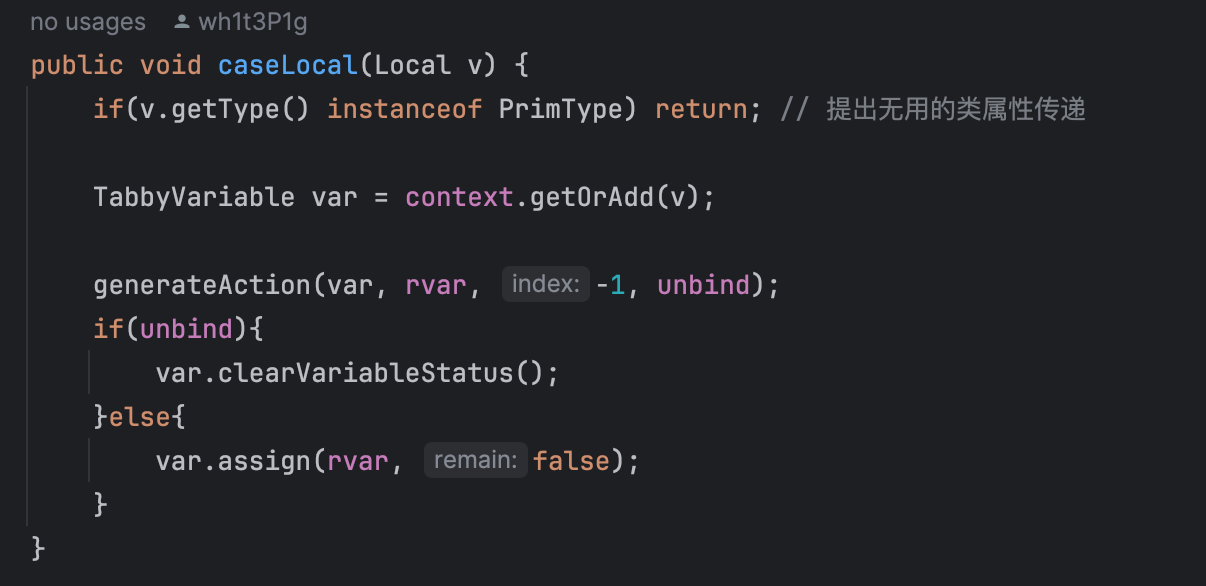 no usages wh1t3P1g
public void caseLocal(Local v) {
if(v.getType() instanceof PrimType) return; // 提出无用的类属性传递
TabbyVariable var = context.getOrAdd(v);
generateAction(var, rvar, index: -1, unbind);
if(unbind){
var.clearVariableStatus();
}else{
var.assign(rvar, remain: false);
}
}